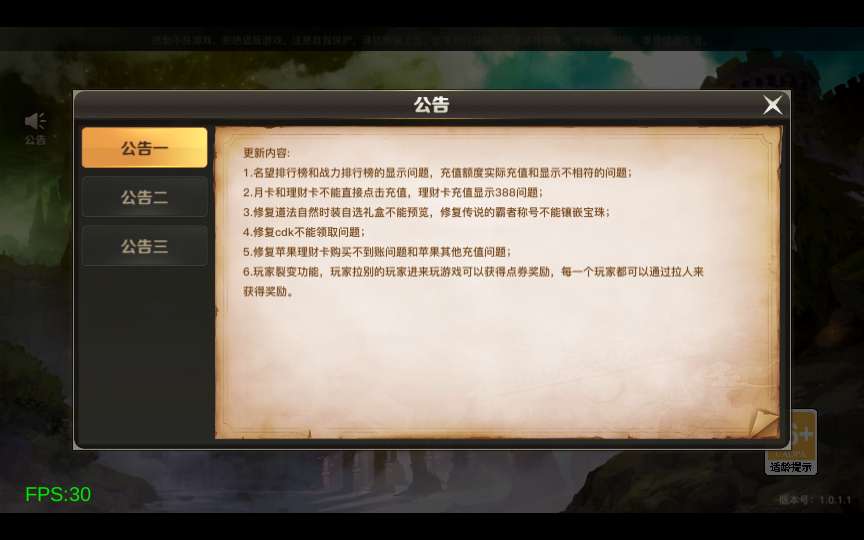 公告
公告
公告一
公告二
公告三
更新内容:
1.名望排行榜和战力排行榜的显示问题，充值额度实际充值和显示不相符的问题；
2.月卡和理财卡不能直接点击充值，理财卡充值显示388问题；
3.修复道法自然时装自选礼盒不能预览，修复传说的霸者称号不能镶嵌宝珠；
4.修复cdk不能领取问题；
5.修复苹果理财卡购买不到账问题和苹果其他充值问题；
6.玩家裂变功能，玩家拉别的玩家进来玩游戏可以获得点券奖励，每一个玩家都可以通过拉人来
获得奖励。
适龄提示
FPS:30
版本号：1.0.1.1